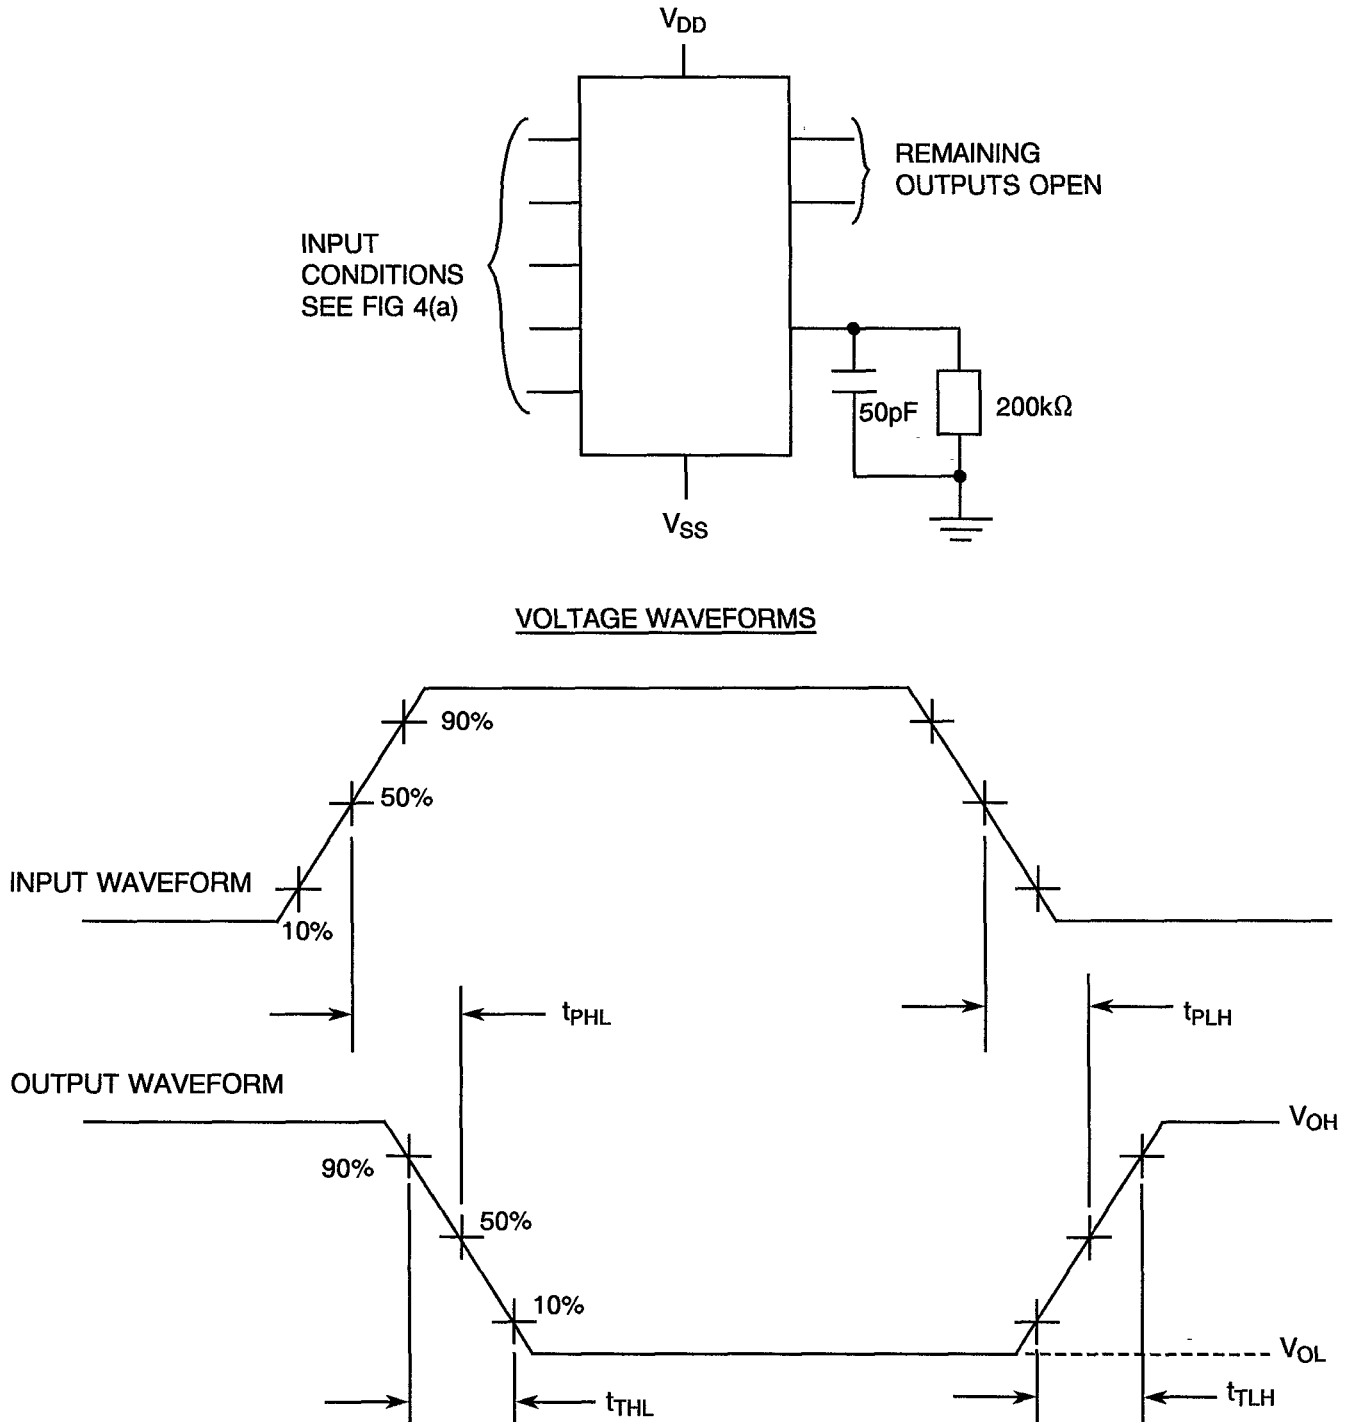 VDD
REMAINING
OUTPUTS OPEN
INPUT
CONDITIONS
SEE FIG 4(a)
50pF
200kΩ
VSS
VOLTAGE WAVEFORMS
90%
50%
INPUT WAVEFORM
10%
tPHL
tPLH
OUTPUT WAVEFORM
VOH
90%
50%
10%
VOL
tTHL
tTLH